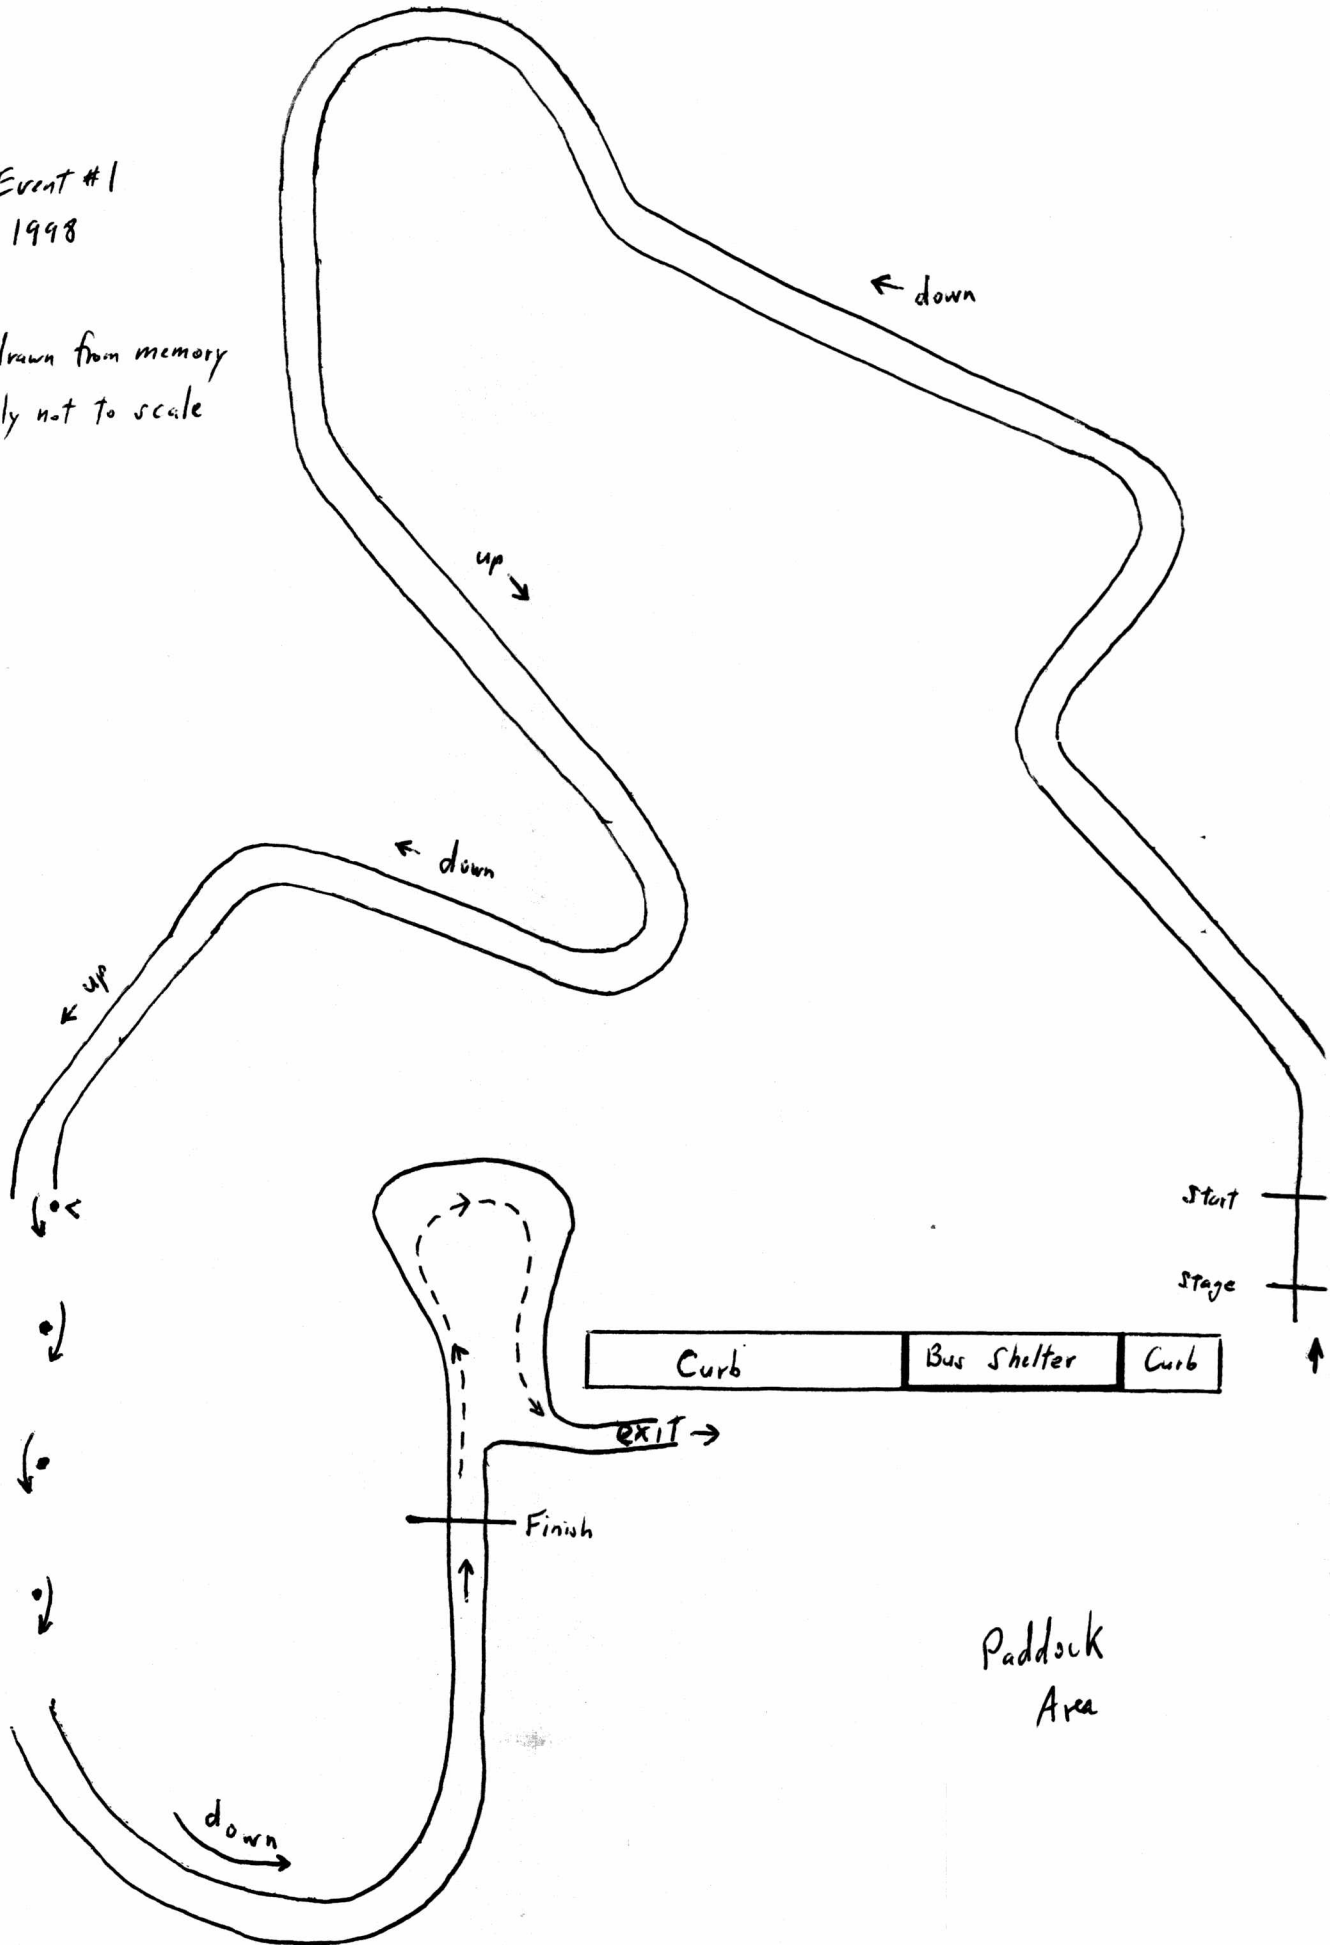 Event #1
1998
drawn from memory
ly not to scale
← down
up
← down
up
Start
Stage
Curb
Bus Shelter
Curb
exit →
Finish
Paddock
Area
down